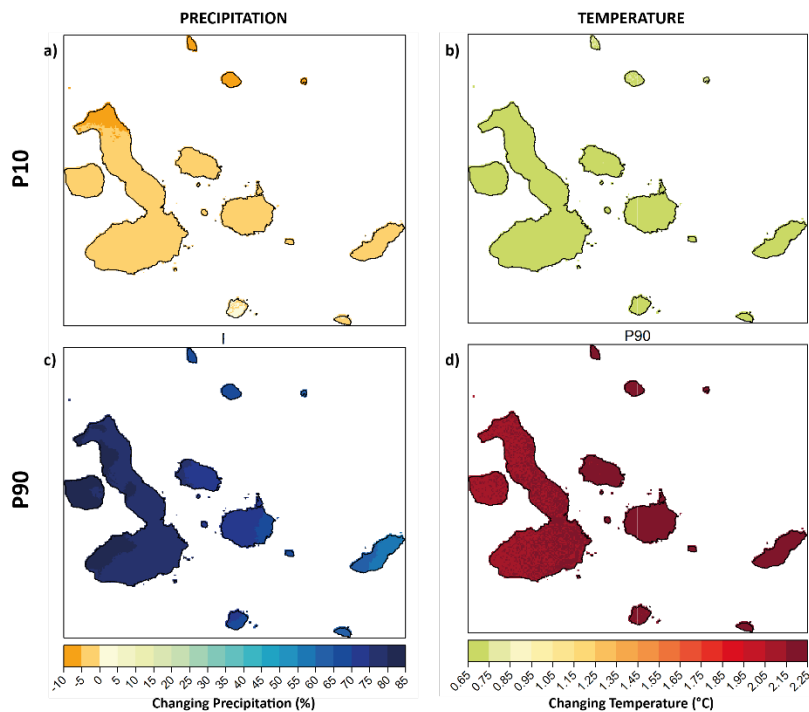 PRECIPITATION
TEMPERATURE
a)
b)
P10
I
P90
c)
d)
P90
-10 -5 0 5 10 15 20 25 30 35 40 45 50 55 60 65 70 75 80 85
Changing Precipitation (%)
0.65 0.75 0.85 0.95 1.05 1.15 1.25 1.35 1.45 1.55 1.65 1.75 1.85 1.95 2.05 2.15 2.25
Changing Temperature (°C)